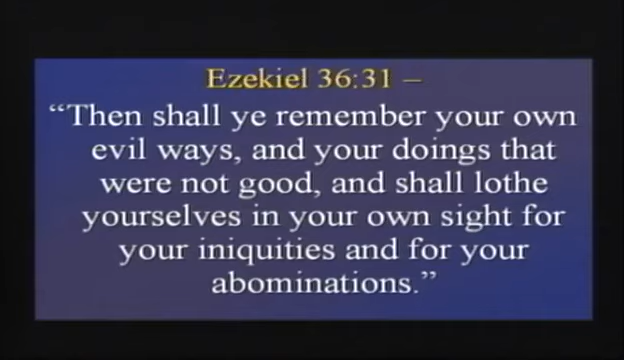 Ezekiel 36:31 –
“Then shall ye remember your own
evil ways, and your doings that
were not good, and shall lothe
yourselves in your own sight for
your iniquities and for your
abominations.”